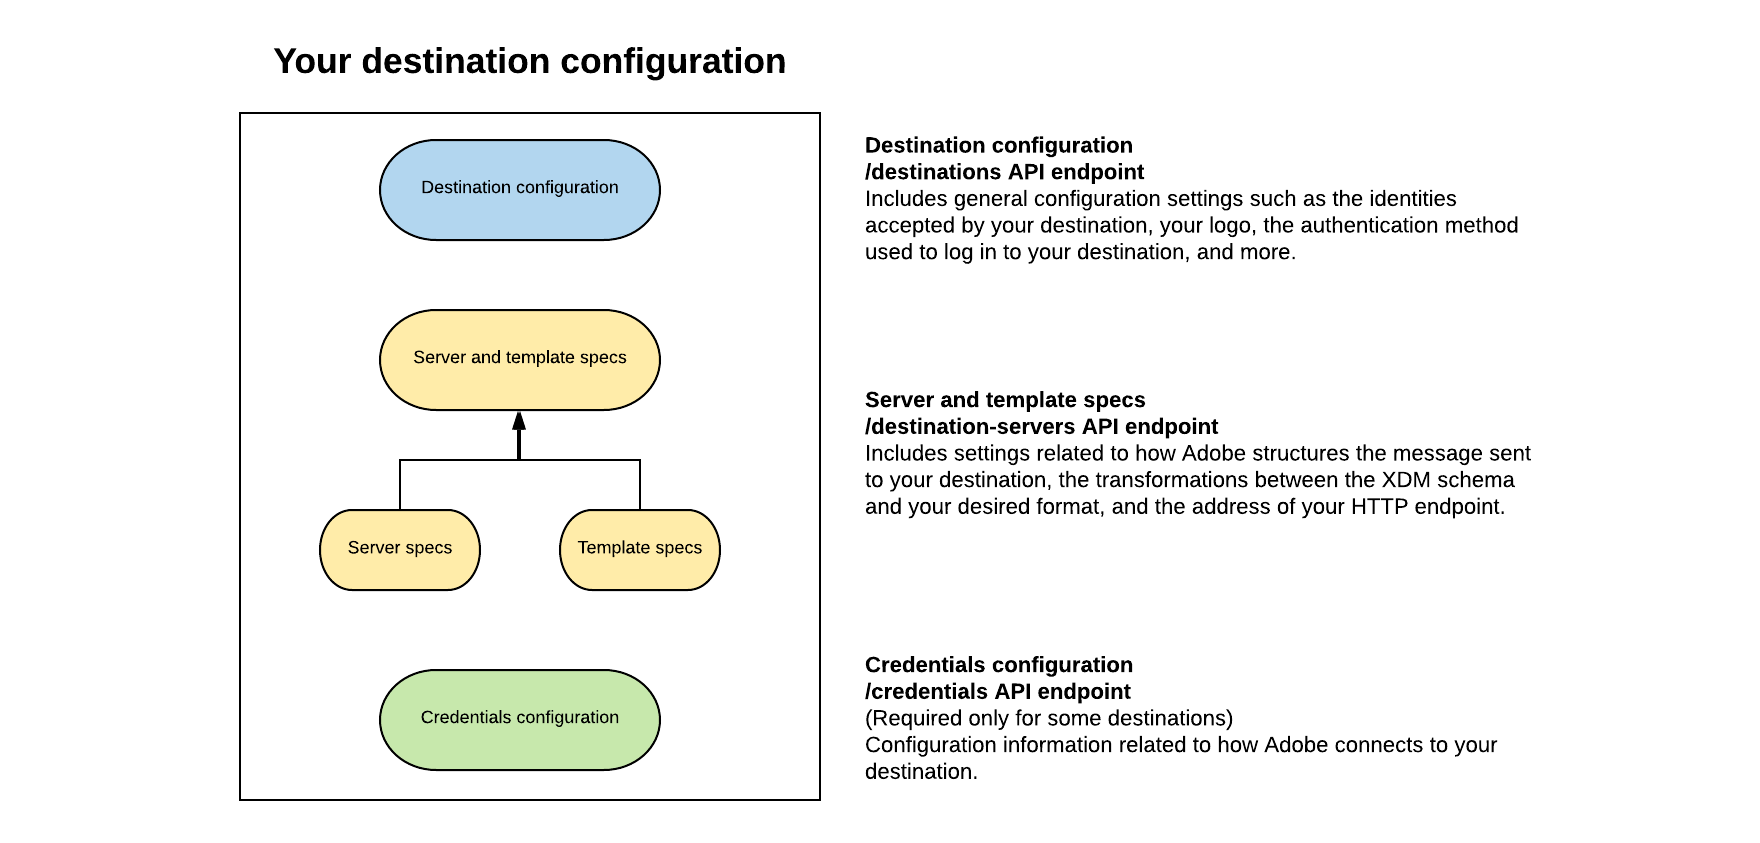 Your destination configuration
Destination configuration
Server and template specs
Server specs
Template specs
Credentials configuration
Destination configuration
/destinations API endpoint
Includes general configuration settings such as the identities
accepted by your destination, your logo, the authentication method
used to log in to your destination, and more.
Server and template specs
/destination-servers API endpoint
Includes settings related to how Adobe structures the message sent
to your destination, the transformations between the XDM schema
and your desired format, and the address of your HTTP endpoint.
Credentials configuration
/credentials API endpoint
(Required only for some destinations)
Configuration information related to how Adobe connects to your
destination.